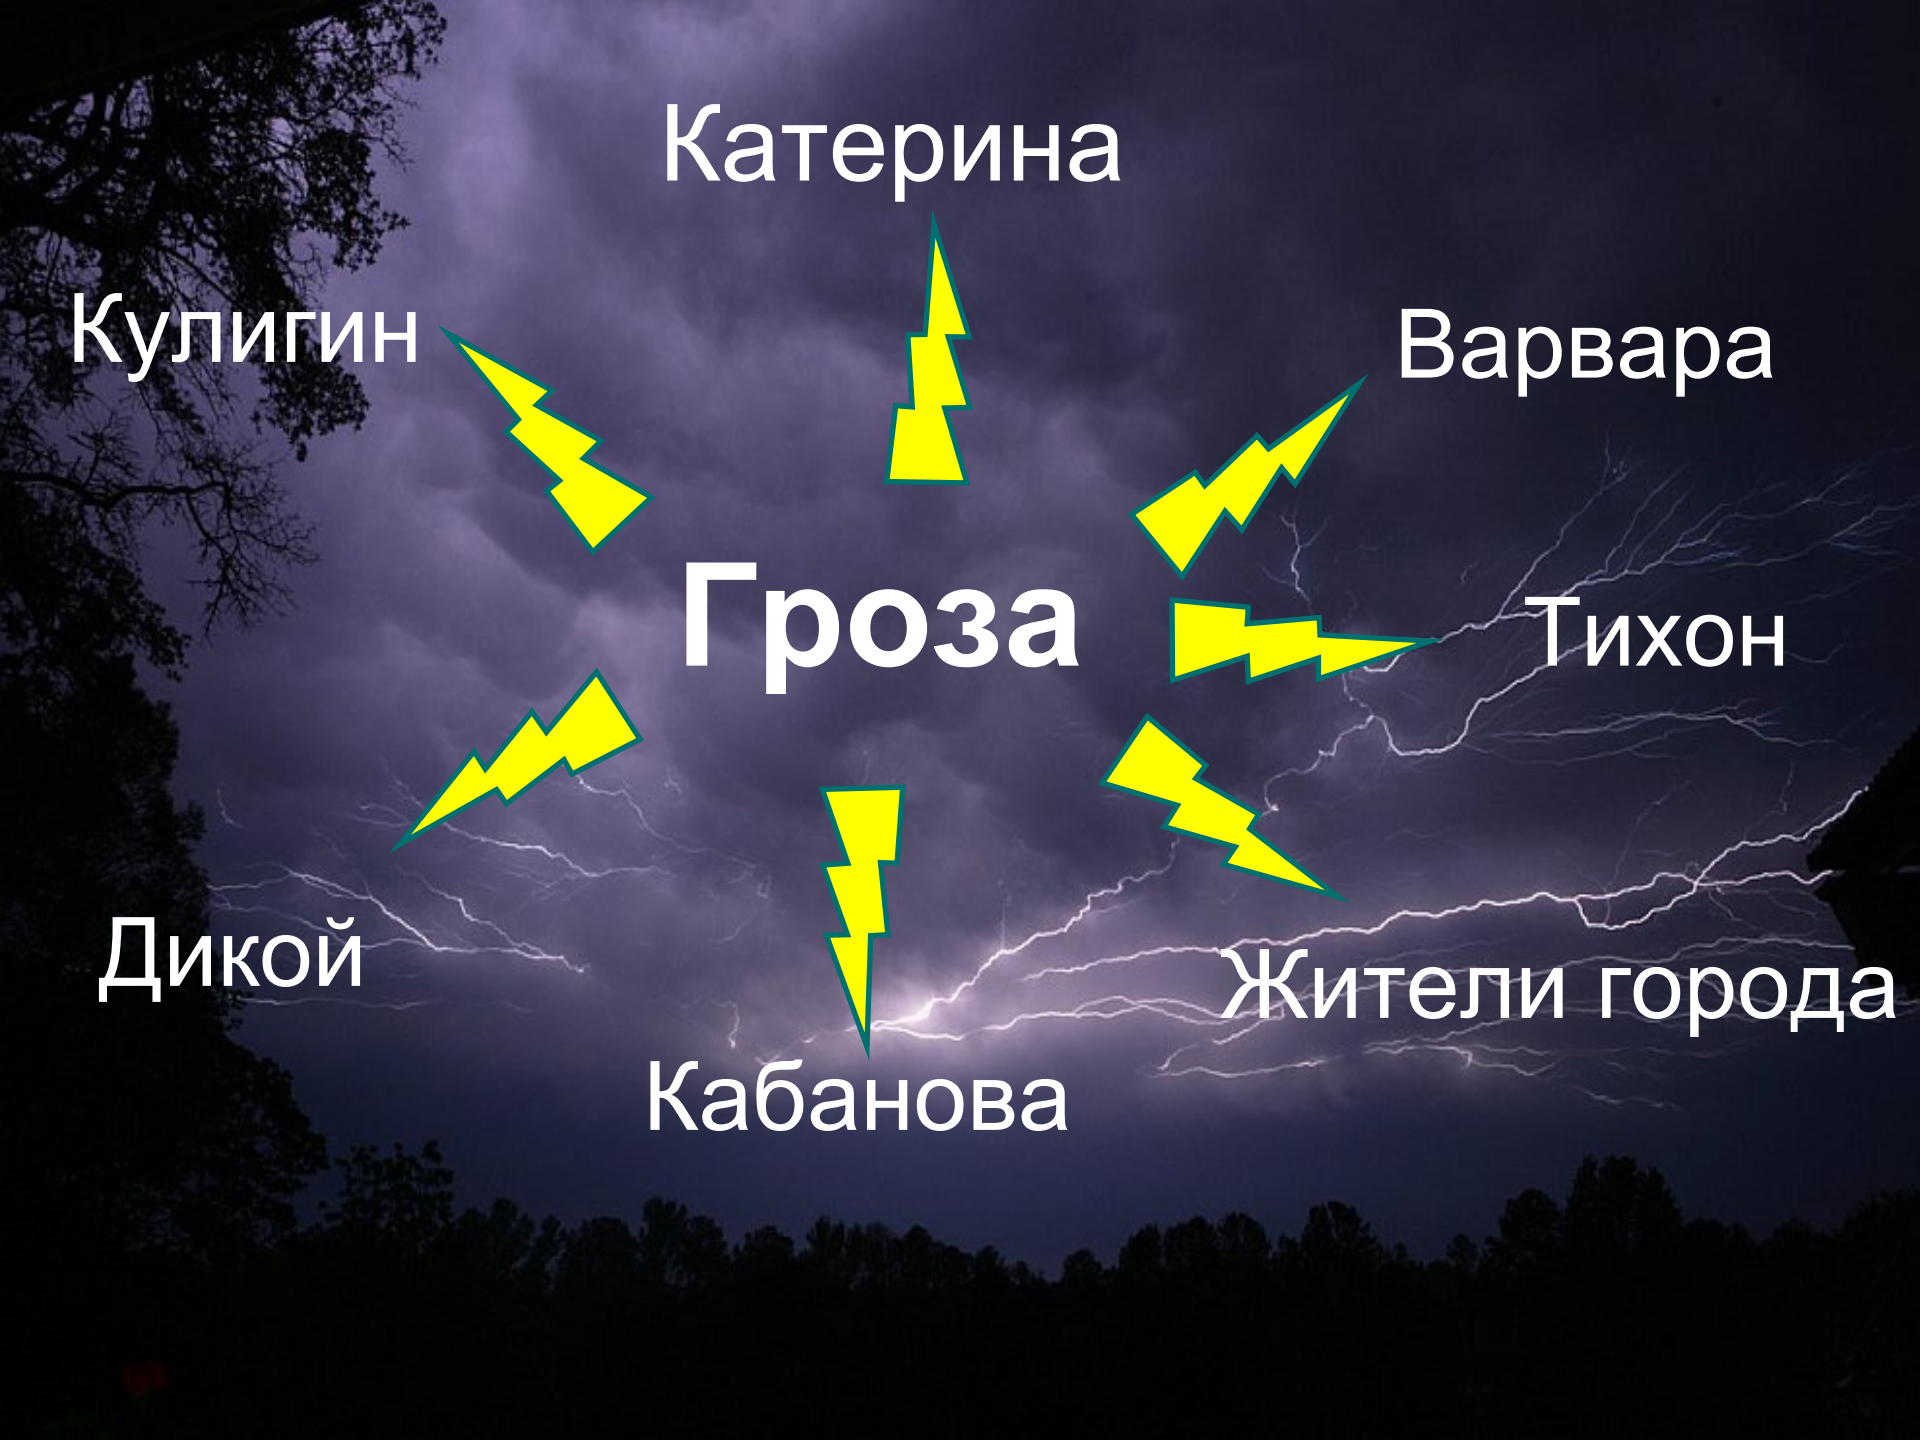 Катерина
Кулигин
Варвара
Гроза
Тихон
Дикой
Жители города
Кабанова